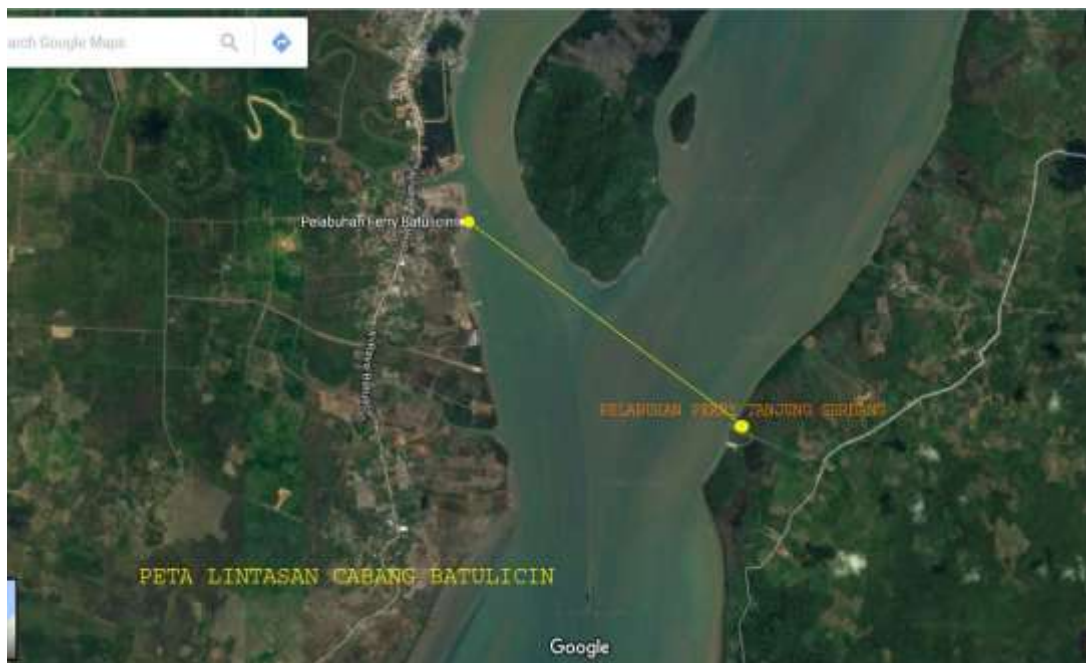 arch Google Maps
Pelabuhan Ferry Batulicin
PELABUHAN FERRY TANJUNG SERDANG
PETA LINTASAN CABANG BATULICIN
Google